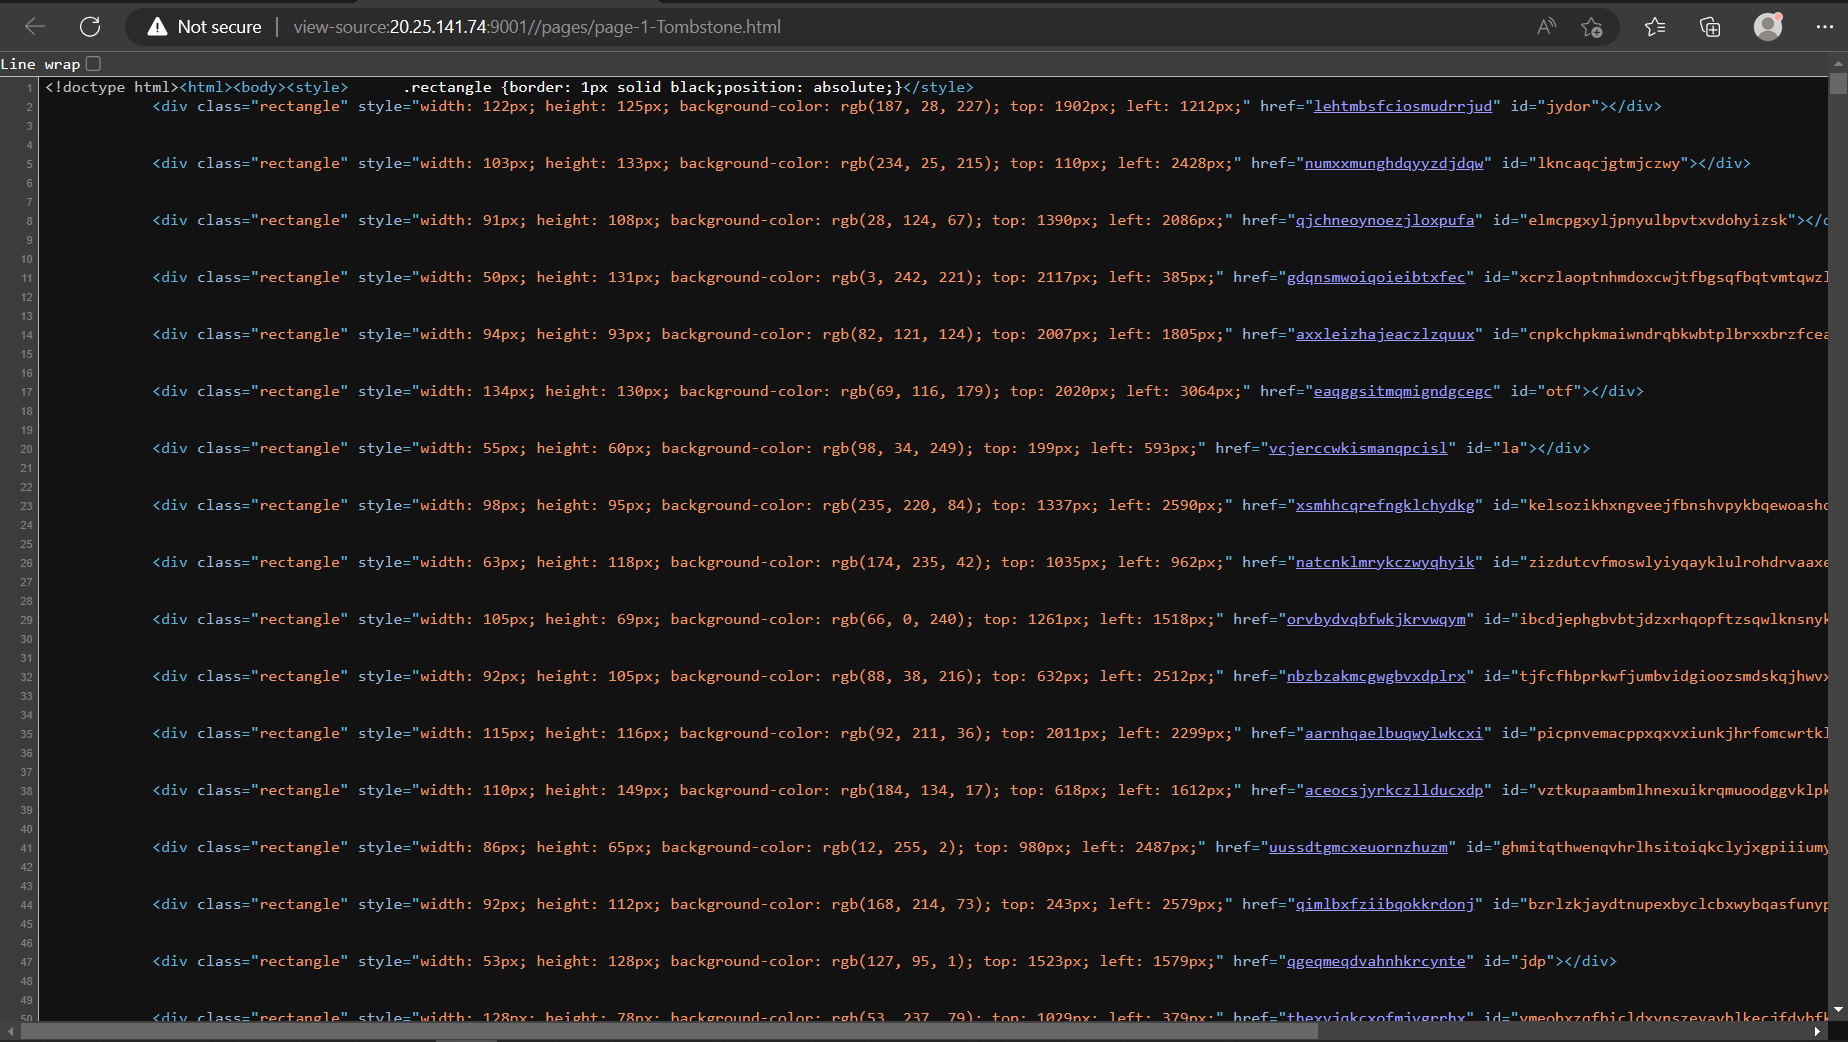 Not secure | view-source:20.25.141.74:9001//pages/page-1-Tombstone.html
Line wrap
1 <!doctype html><html><body><style> .rectangle {border: 1px solid black;position: absolute;}</style>
2 <div class="rectangle" style="width: 122px; height: 125px; background-color: rgb(187, 28, 227); top: 1902px; left: 1212px;" href="lehtmbsfciosmudrrjud" id="jydor"></div>
3
4
5 <div class="rectangle" style="width: 103px; height: 133px; background-color: rgb(234, 25, 215); top: 110px; left: 2428px;" href="numxxmunghdqyyzdjdqw" id="lkncaqcjgtmjczwy"></div>
6
7
8 <div class="rectangle" style="width: 91px; height: 108px; background-color: rgb(28, 124, 67); top: 1390px; left: 2086px;" href="qjchneoynoezjloxpufa" id="elmcpgxyljpnyulbpvtxvdohyizsk"></
9
10
11 <div class="rectangle" style="width: 50px; height: 131px; background-color: rgb(3, 242, 221); top: 2117px; left: 385px;" href="gdqnsmwoiqoieibtxfec" id="xcrzlaoptnhmdoxcwjtfbgsqfbqtvmtqwzl
12
13
14 <div class="rectangle" style="width: 94px; height: 93px; background-color: rgb(82, 121, 124); top: 2007px; left: 1805px;" href="axxleizhajeaczlzquux" id="cnpkchpkmaiwndrqbkwbtplbrxxbrzfcea
15
16
17 <div class="rectangle" style="width: 134px; height: 130px; background-color: rgb(69, 116, 179); top: 2020px; left: 3064px;" href="eaqggsitmqmigndgcegc" id="otf"></div>
18
19
20 <div class="rectangle" style="width: 55px; height: 60px; background-color: rgb(98, 34, 249); top: 199px; left: 593px;" href="vcjerccwkismanqpcisl" id="la"></div>
21
22
23 <div class="rectangle" style="width: 98px; height: 95px; background-color: rgb(235, 220, 84); top: 1337px; left: 2590px;" href="xsmhhcqrefngklchydkg" id="kelsozikhxngveejfbnshvpykbqewoasho
24
25
26 <div class="rectangle" style="width: 63px; height: 118px; background-color: rgb(174, 235, 42); top: 1035px; left: 962px;" href="natcnklmrykczwyqhyik" id="zizdutcvfmoswlyiyqayklulrohdrvaaxe
27
28
29 <div class="rectangle" style="width: 105px; height: 69px; background-color: rgb(66, 0, 240); top: 1261px; left: 1518px;" href="orvbydvqbfwkjkrvwqym" id="ibcdjephgbvbtjdzxrhqopftzsqwlknsnyk
30
31
32 <div class="rectangle" style="width: 92px; height: 105px; background-color: rgb(88, 38, 216); top: 632px; left: 2512px;" href="nbzbzakmcgwgbvxdplrx" id="tjfcfhbprkwfjumbvidgioozsmdskqjhwvx
33
34
35 <div class="rectangle" style="width: 115px; height: 116px; background-color: rgb(92, 211, 36); top: 2011px; left: 2299px;" href="aarnhqaelbuqwylwkcxi" id="picpnvemacppxqxvxiunkjhrfomcwrtkl
36
37
38 <div class="rectangle" style="width: 110px; height: 149px; background-color: rgb(184, 134, 17); top: 618px; left: 1612px;" href="aceocsjyrkczllducxdp" id="vztkupaambmlhnexuikrqmuoodggvklpk
39
40
41 <div class="rectangle" style="width: 86px; height: 65px; background-color: rgb(12, 255, 2); top: 980px; left: 2487px;" href="uussdtgmcxeuornzhuzm" id="ghmitqthwenqvhrlhsitoiqkclyjxgpiiiumy
42
43
44 <div class="rectangle" style="width: 92px; height: 112px; background-color: rgb(168, 214, 73); top: 243px; left: 2579px;" href="qimlbxfziibqokkrdonj" id="bzrlzkjaydtnupexbyclcbxwybqasfunyp
45
46
47 <div class="rectangle" style="width: 53px; height: 128px; background-color: rgb(127, 95, 1); top: 1523px; left: 1579px;" href="qgeqmeqdvahnhkrcynte" id="jdp"></div>
48
49
50 <div class="rectangle" style="width: 128px; height: 78px; background-color: rgb(53, 237, 79); top: 1029px; left: 379px;"